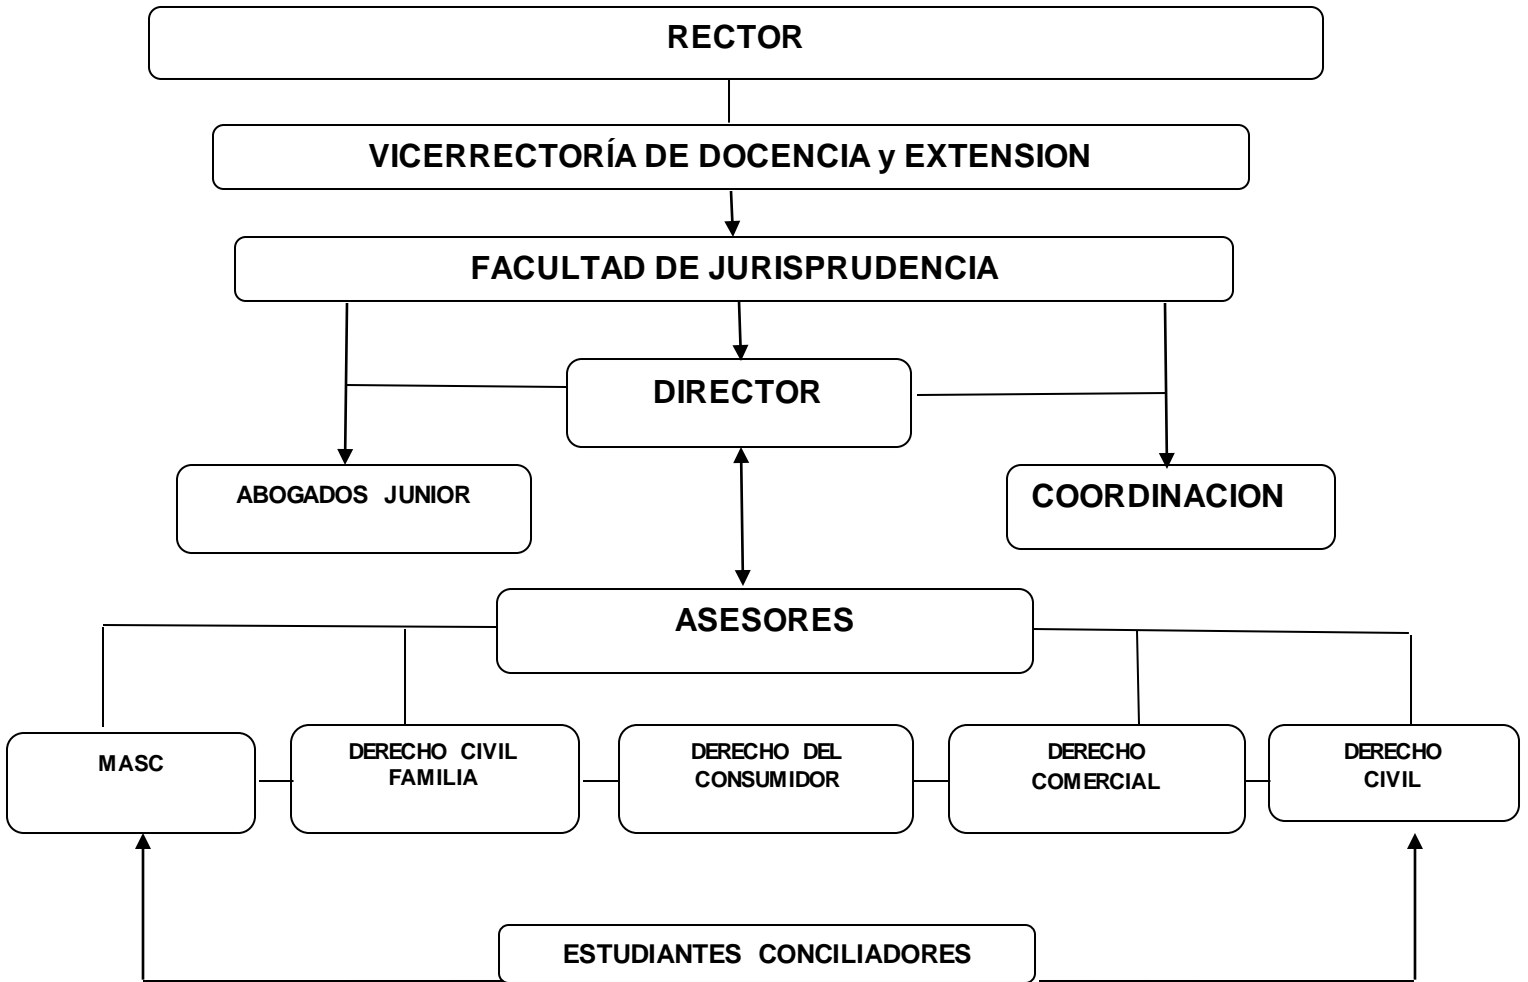 RECTOR
VICERRECTORÍA DE DOCENCIA y EXTENSION
FACULTAD DE JURISPRUDENCIA
DIRECTOR
ABOGADOS JUNIOR
COORDINACION
ASESORES
MASC
DERECHO CIVIL
FAMILIA
DERECHO DEL
CONSUMIDOR
DERECHO
COMERCIAL
DERECHO
CIVIL
ESTUDIANTES CONCILIADORES